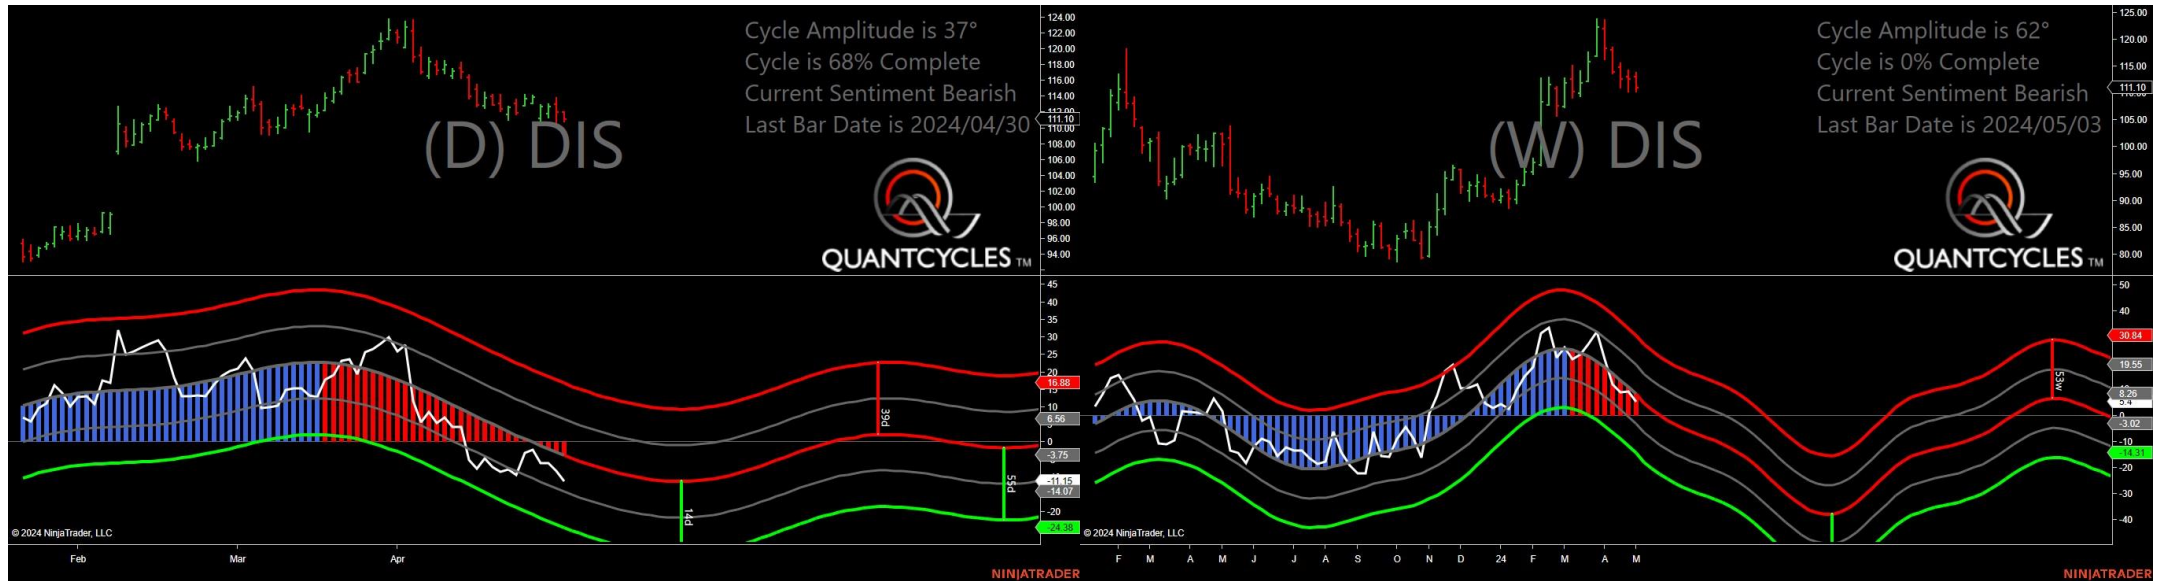 Cycle Amplitude is 37°
Cycle is 68% Complete
Current Sentiment Bearish
Last Bar Date is 2024/04/30
(D) DIS
QUANTCYCLES TM
124.00
122.00
120.00
118.00
116.00
114.00
112.00
111.10
110.00
108.00
106.00
104.00
102.00
100.00
98.00
96.00
94.00
45
40
35
30
25
20
16.88
10
6.56
0
-3.75
-11.15
-14.07
-20
-24.38
39d
55d
14d
© 2024 NinjaTrader, LLC
Feb Mar Apr
NINJATRADER
Cycle Amplitude is 62°
Cycle is 0% Complete
Current Sentiment Bearish
Last Bar Date is 2024/05/03
(W) DIS
QUANTCYCLES TM
125.00
120.00
115.00
111.10
105.00
100.00
95.00
90.00
85.00
80.00
50
40
30.84
19.55
8.26
5.4
0
-3.02
-10
-14.31
-20
-30
-40
53w
© 2024 NinjaTrader, LLC
F M A M J J A S O N D 24 F M A M
NINJATRADER